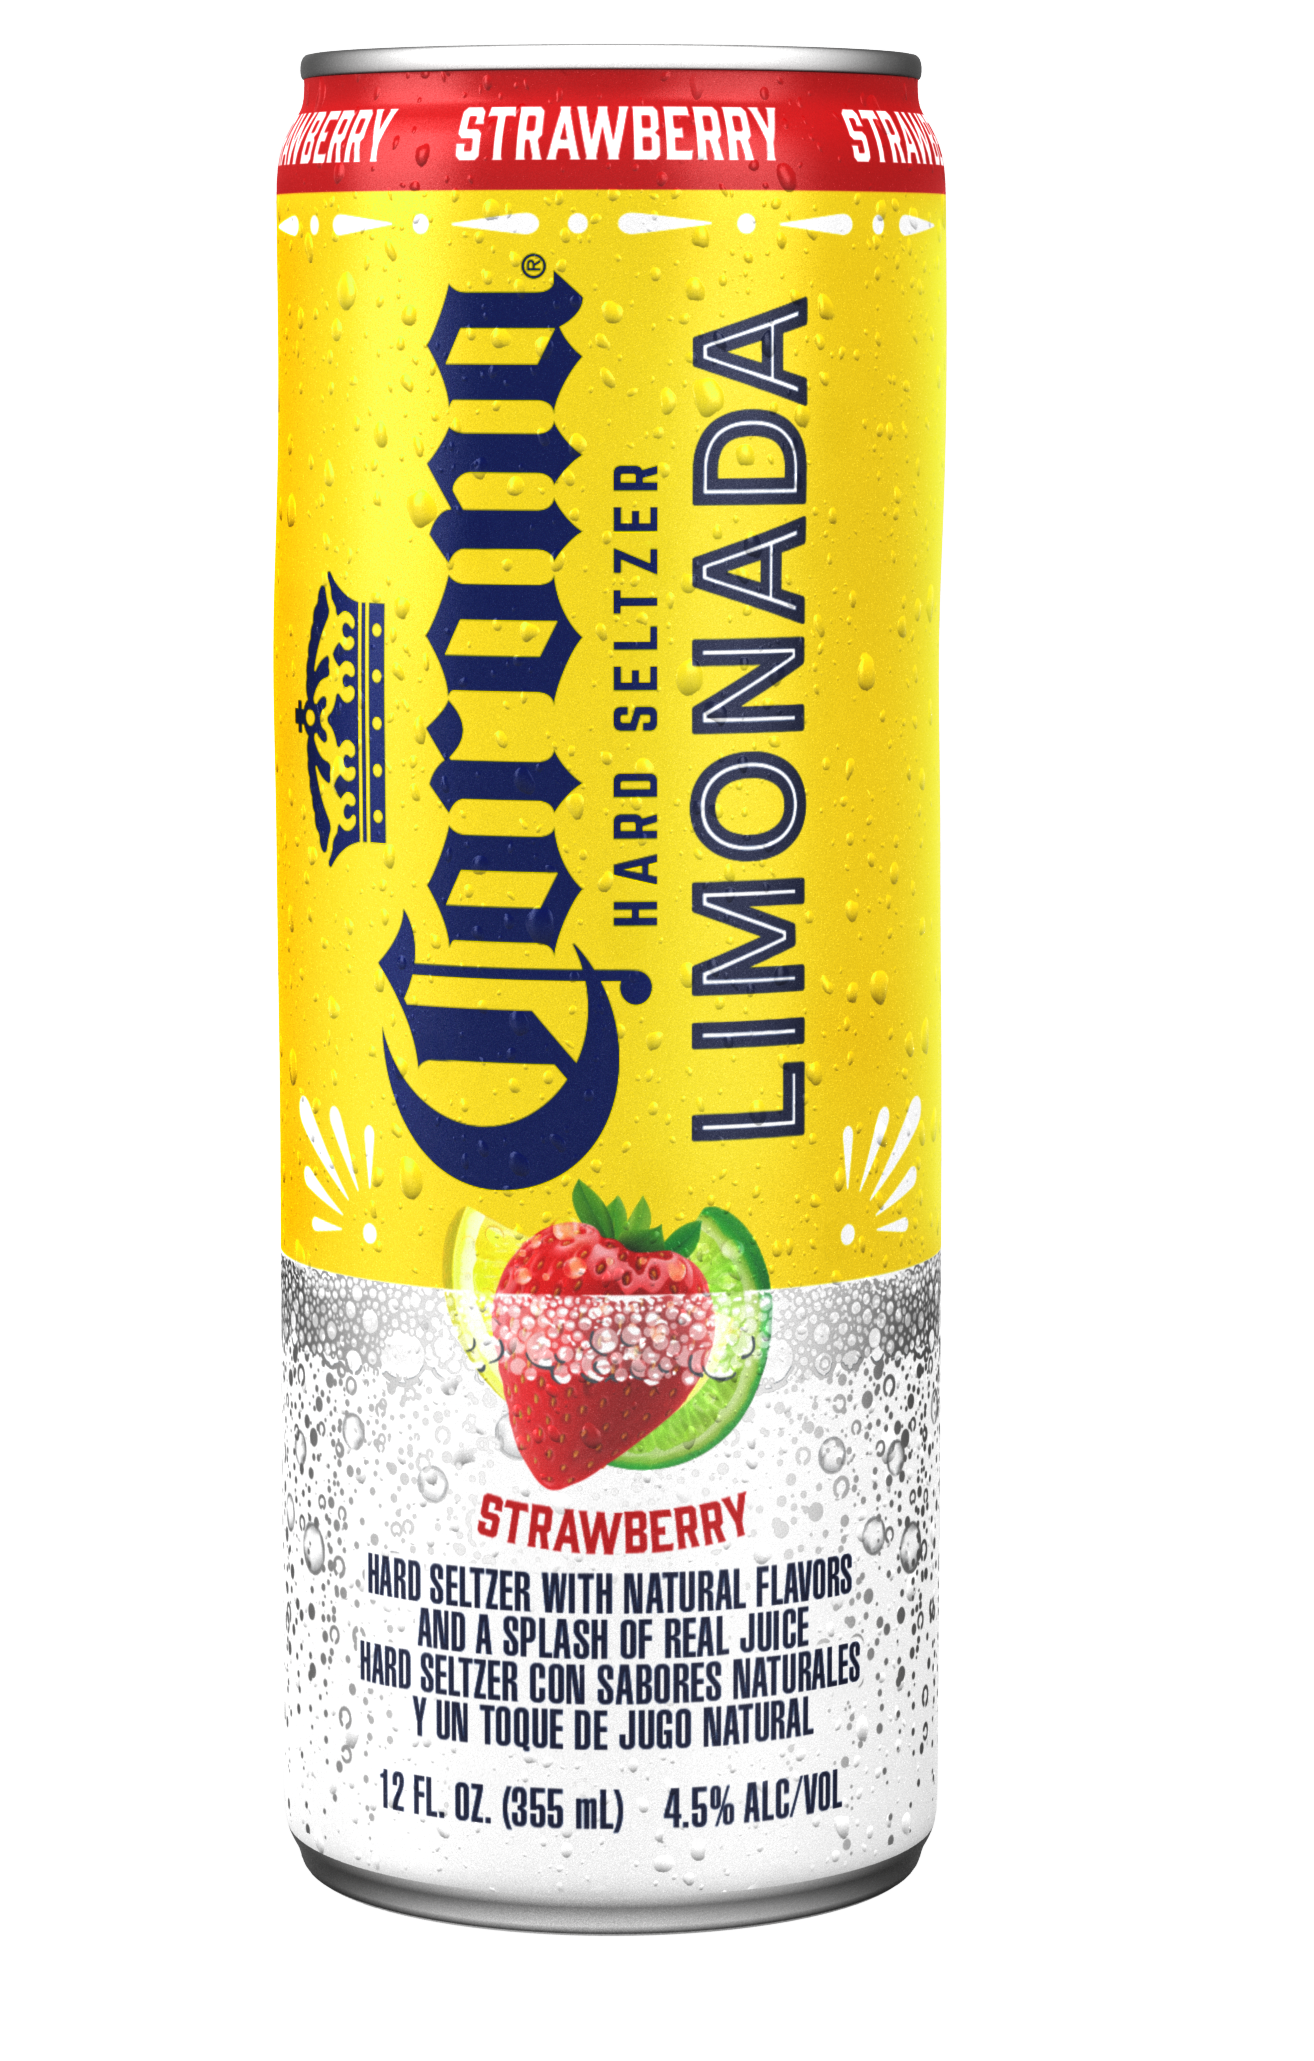 STRAWBERRY
Corona®
HARD SELTZER
LIMONADA
STRAWBERRY
HARD SELTZER WITH NATURAL FLAVORS
AND A SPLASH OF REAL JUICE
HARD SELTZER CON SABORES NATURALES
Y UN TOQUE DE JUGO NATURAL
12 FL. OZ. (355 mL) 4.5% ALC/VOL